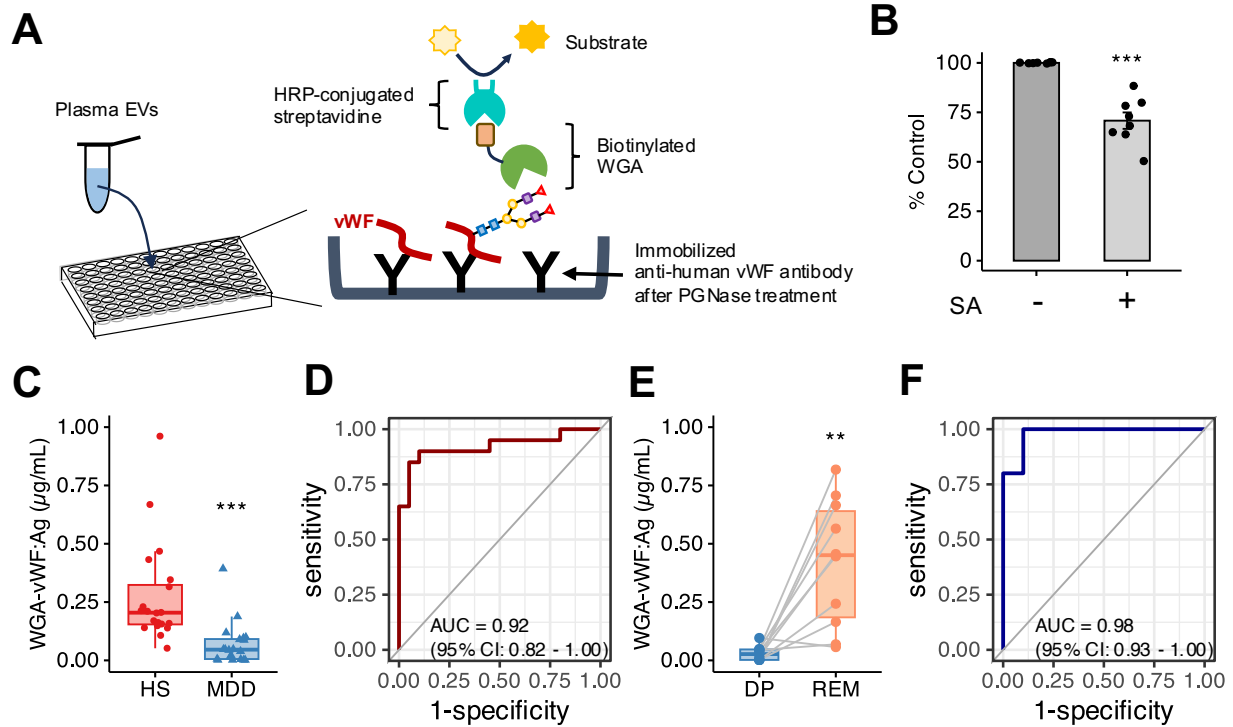 A
Plasma EVs
Substrate
HRP-conjugated
streptavidine
Biotinylated
WGA
vWF
Immobilized
anti-human vWF antibody
after PGNase treatment
B
% Control
100
75
50
25
0
***
SA
- +
C
WGA-vWF:Ag (µg/mL)
1.00
0.75
0.50
0.25
0.00
***
HS MDD
D
sensitivity
1.00
0.75
0.50
0.25
0.00
AUC = 0.92
(95% CI: 0.82 - 1.00)
0.00 0.25 0.50 0.75 1.00
1-specificity
E
WGA-vWF:Ag (µg/mL)
1.00
0.75
0.50
0.25
0.00
**
DP REM
F
sensitivity
1.00
0.75
0.50
0.25
0.00
AUC = 0.98
(95% CI: 0.93 - 1.00)
0.00 0.25 0.50 0.75 1.00
1-specificity